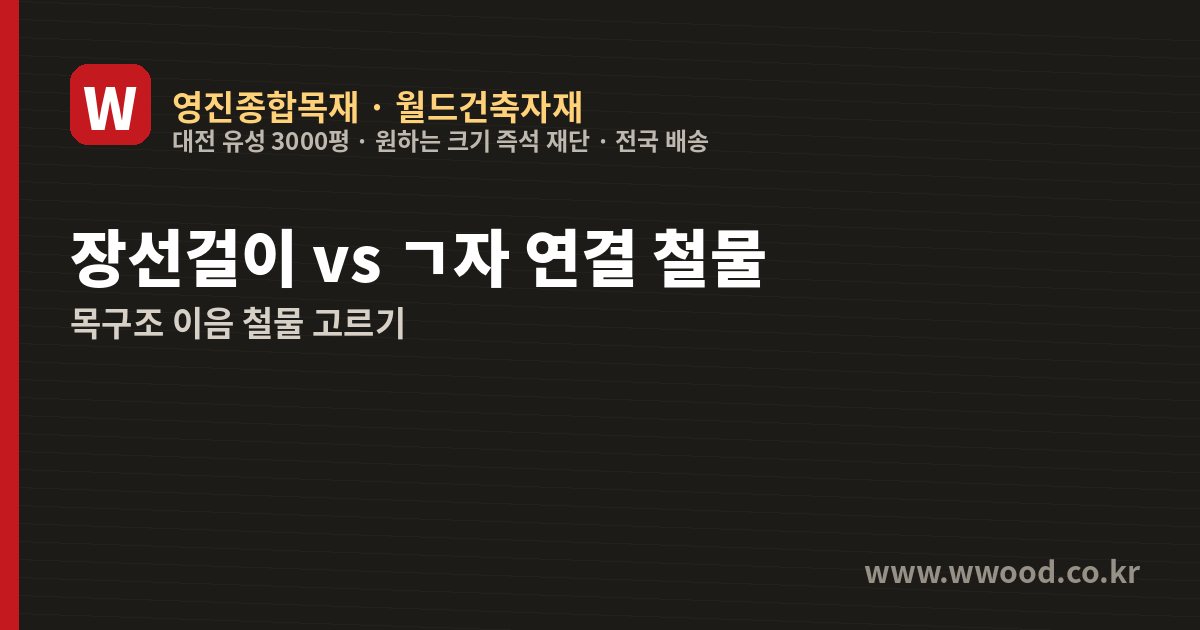 W
영진종합목재 · 월드건축자재
대전 유성 3000평 · 원하는 크기 즉석 재단 · 전국 배송
장선걸이 vs ㄱ자 연결 철물
목구조 이음 철물 고르기
www.wwood.co.kr